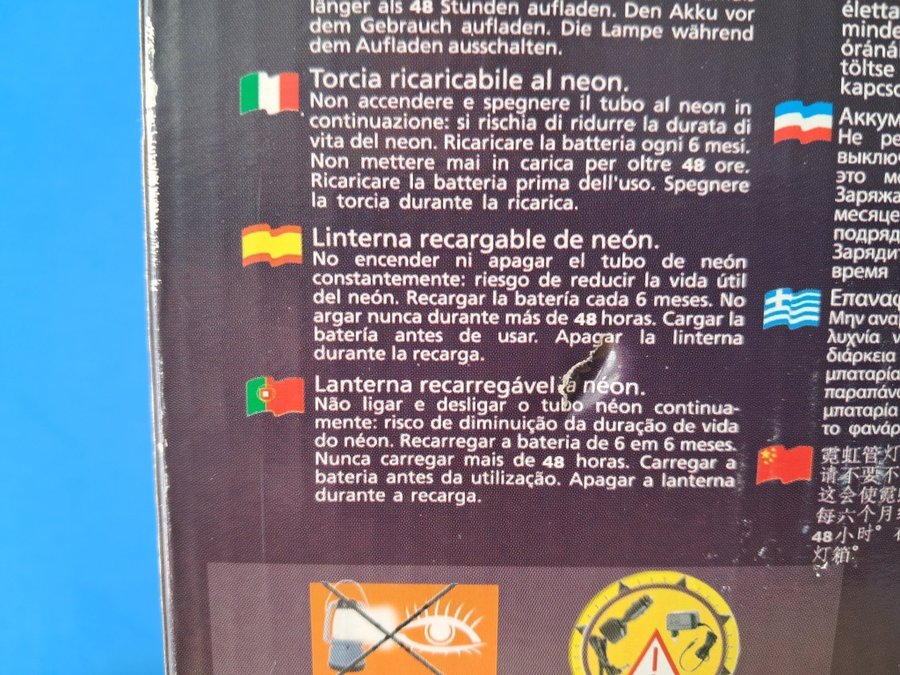 länger als 48 Stunden aufladen. Den Akku vor
dem Gebrauch aufladen. Die Lampe während
dem Aufladen ausschalten.
Torcia ricaricabile al neon.
Non accendere e spegnere il tubo al neon in
continuazione: si rischia di ridurre la durata di
vita del neon. Ricaricare la batteria ogni 6 mesi.
Non mettere mai in carica per oltre 48 ore.
Ricaricare la batteria prima dell'uso. Spegnere
la torcia durante la ricarica.
Linterna recargable de neón.
No encender ni apagar el tubo de neón
constantemente: riesgo de reducir la vida útil
del neón. Recargar la batería cada 6 meses. No
argar nunca durante más de 48 horas. Cargar la
batería antes de usar. Apagar la linterna
durante la recarga.
Lanterna recarregável a néon.
Não ligar e desligar o tubo néon continua-
mente: risco de diminuição da duração de vida
do néon. Recarregar a bateria de 6 em 6 meses.
Nunca carregar mais de 48 horas. Carregar a
bateria antes da utilização. Apagar a lanterna
durante a recarga.
életta
minde
óráná
töltse
kapcso
Аккум
Не ре
выключ
это мо
Заряжа
месяце
подряд
Зарядит
время
Επαναφ
Μην ανα
λυχνία ν
διάρκεια
μπαταρία
παραπάνα
μπαταρία
το φανάρ
霓虹管灯
请不要不
这会使霓
每六个月
48小时。
灯箱。